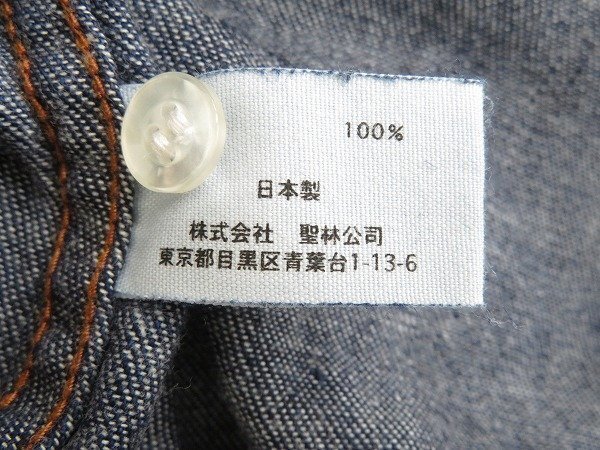 100%
日本製
株式会社　聖林公司
東京都目黒区青葉台1-13-6